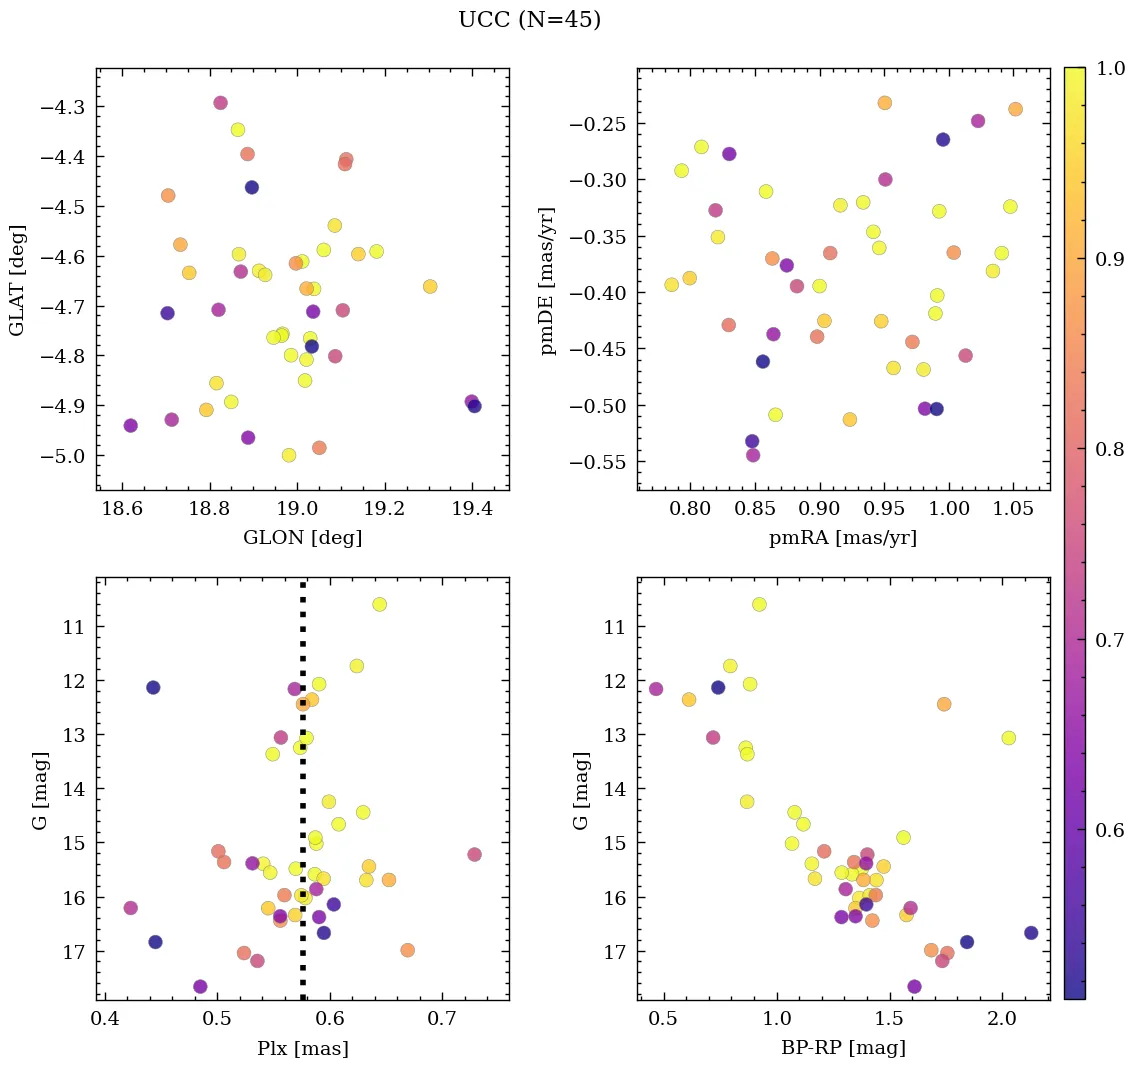 UCC (N=45)
−4.3
−4.4
−4.5
−4.6
−4.7
−4.8
−4.9
−5.0
GLAT [deg]
18.6 18.8 19.0 19.2 19.4
GLON [deg]
−0.25
−0.30
−0.35
−0.40
−0.45
−0.50
−0.55
pmDE [mas/yr]
0.80 0.85 0.90 0.95 1.00 1.05
pmRA [mas/yr]
11
12
13
14
15
16
17
G [mag]
0.4 0.5 0.6 0.7
Plx [mas]
11
12
13
14
15
16
17
G [mag]
0.5 1.0 1.5 2.0
BP-RP [mag]
1.0
0.9
0.8
0.7
0.6